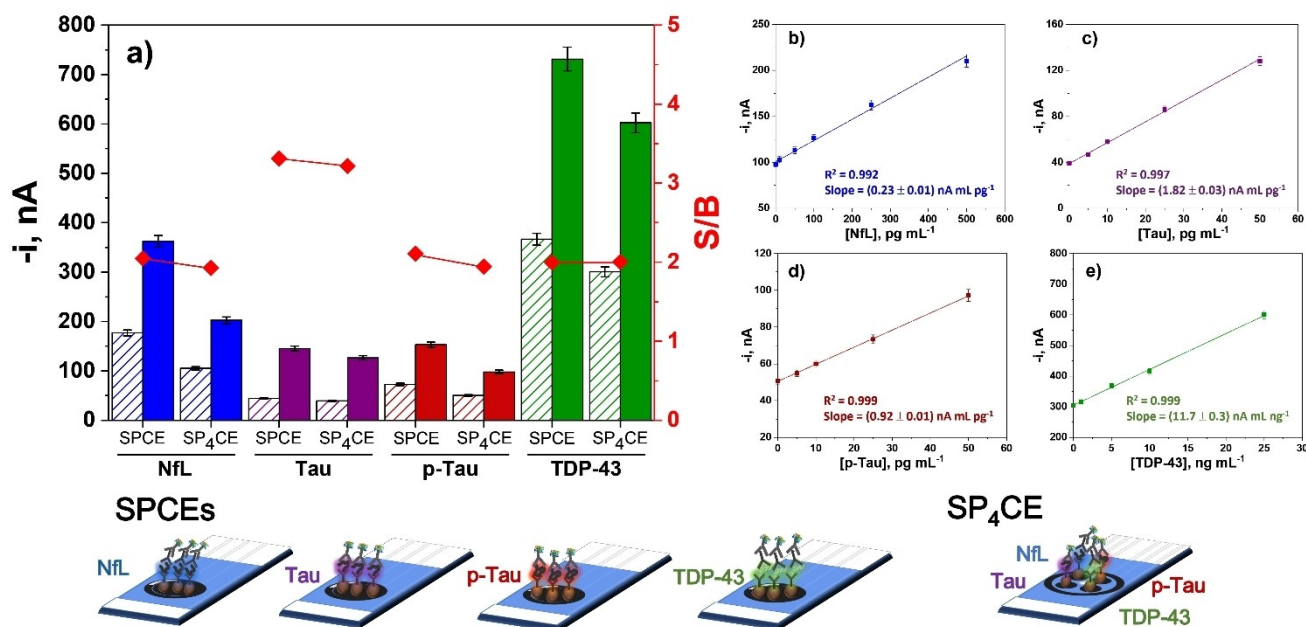 a)
800
700
600
500
400
300
200
100
0
-i, nA
5
4
3
2
1
0
S/B
SPCE SP₄CE SPCE SP₄CE SPCE SP₄CE SPCE SP₄CE
NfL Tau p-Tau TDP-43
b)
250
200
150
100
50
-i, nA
R² = 0.992
Slope = (0.23 ± 0.01) nA mL pg⁻¹
0 100 200 300 400 500 600
[NfL], pg mL⁻¹
c)
160
120
80
40
0
-i, nA
R² = 0.997
Slope = (1.82 ± 0.03) nA mL pg⁻¹
0 10 20 30 40 50 60
[Tau], pg mL⁻¹
d)
120
100
80
60
40
20
-i, nA
R² = 0.999
Slope = (0.92 ± 0.01) nA mL pg⁻¹
0 10 20 30 40 50 60
[p-Tau], pg mL⁻¹
e)
800
700
600
500
400
300
200
-i, nA
R² = 0.999
Slope = (11.7 ± 0.3) nA mL ng⁻¹
0 5 10 15 20 25 30
[TDP-43], ng mL⁻¹
SPCEs
NfL
Tau
p-Tau
TDP-43
SP₄CE
NfL
Tau
p-Tau
TDP-43